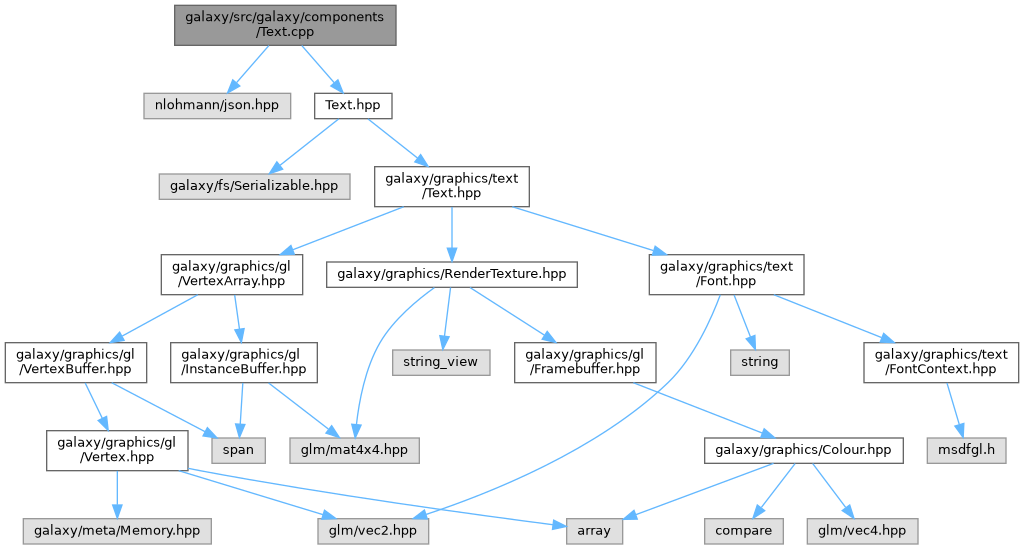 galaxy/src/galaxy/components
/Text.cpp
nlohmann/json.hpp
Text.hpp
galaxy/fs/Serializable.hpp
galaxy/graphics/text
/Text.hpp
galaxy/graphics/gl
/VertexArray.hpp
galaxy/graphics/RenderTexture.hpp
galaxy/graphics/text
/Font.hpp
galaxy/graphics/gl
/VertexBuffer.hpp
galaxy/graphics/gl
/InstanceBuffer.hpp
string_view
galaxy/graphics/gl
/Framebuffer.hpp
string
galaxy/graphics/text
/FontContext.hpp
galaxy/graphics/gl
/Vertex.hpp
span
glm/mat4x4.hpp
galaxy/graphics/Colour.hpp
msdfgl.h
galaxy/meta/Memory.hpp
glm/vec2.hpp
array
compare
glm/vec4.hpp